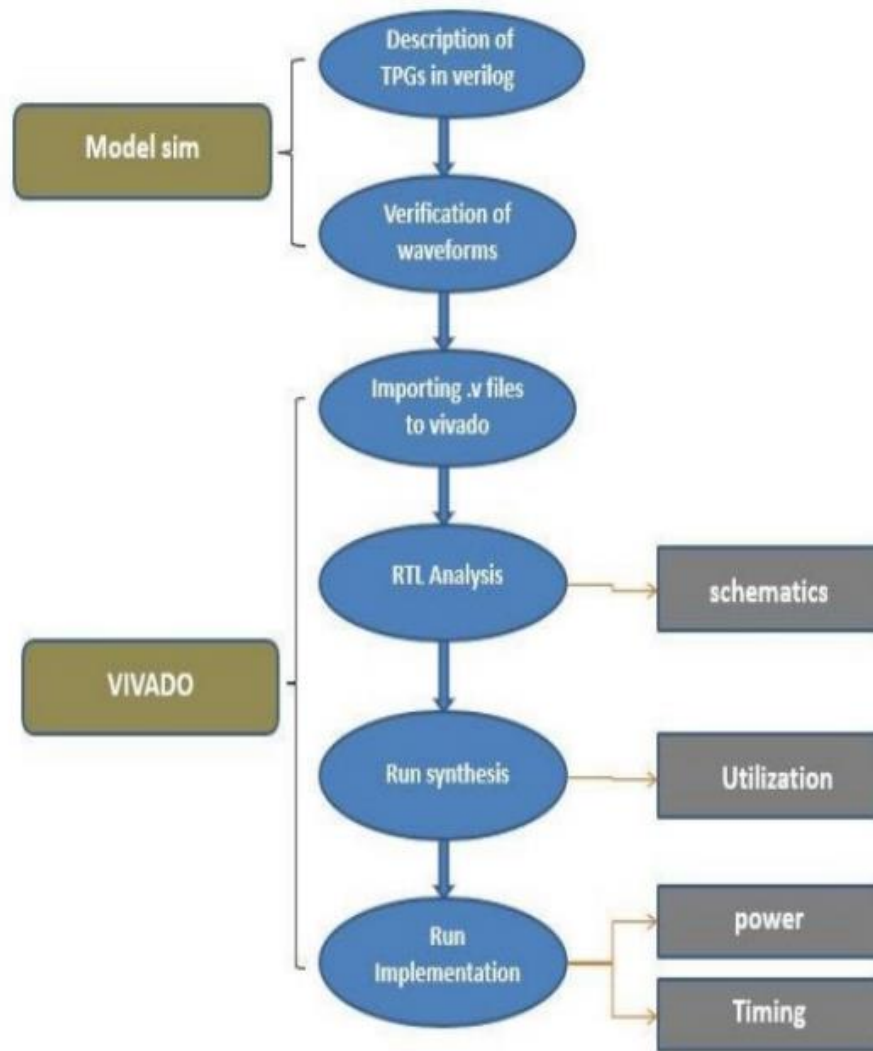 Description of
TPGs in verilog
Model sim
Verification of
waveforms
Importing .v files
to vivado
RTL Analysis
schematics
VIVADO
Run synthesis
Utilization
Run
Implementation
power
Timing